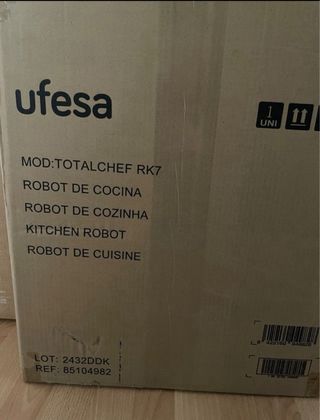 ufesa
1
UNI
MOD:TOTALCHEF RK7
ROBOT DE COCINA
ROBOT DE COZINHA
KITCHEN ROBOT
ROBOT DE CUISINE
LOT: 2432DDK
REF: 85104982